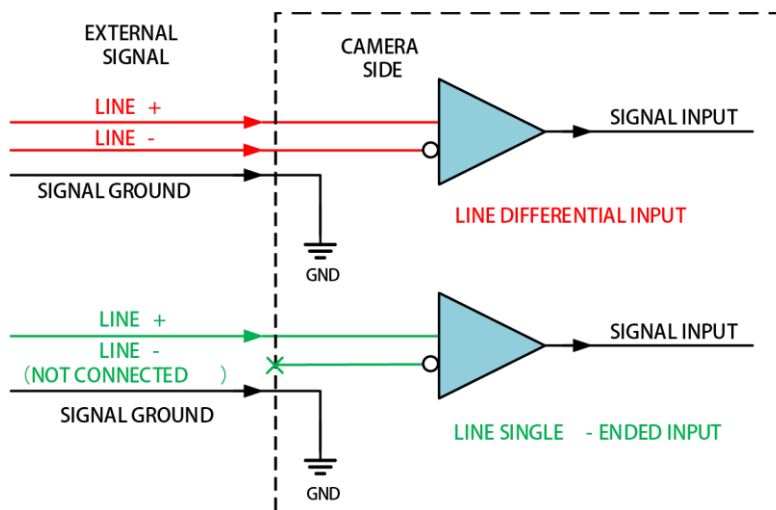 EXTERNAL
SIGNAL
CAMERA
SIDE
LINE +
LINE -
SIGNAL GROUND
SIGNAL INPUT
LINE DIFFERENTIAL INPUT
GND
LINE +
LINE -
(NOT CONNECTED )
SIGNAL GROUND
SIGNAL INPUT
LINE SINGLE - ENDED INPUT
GND